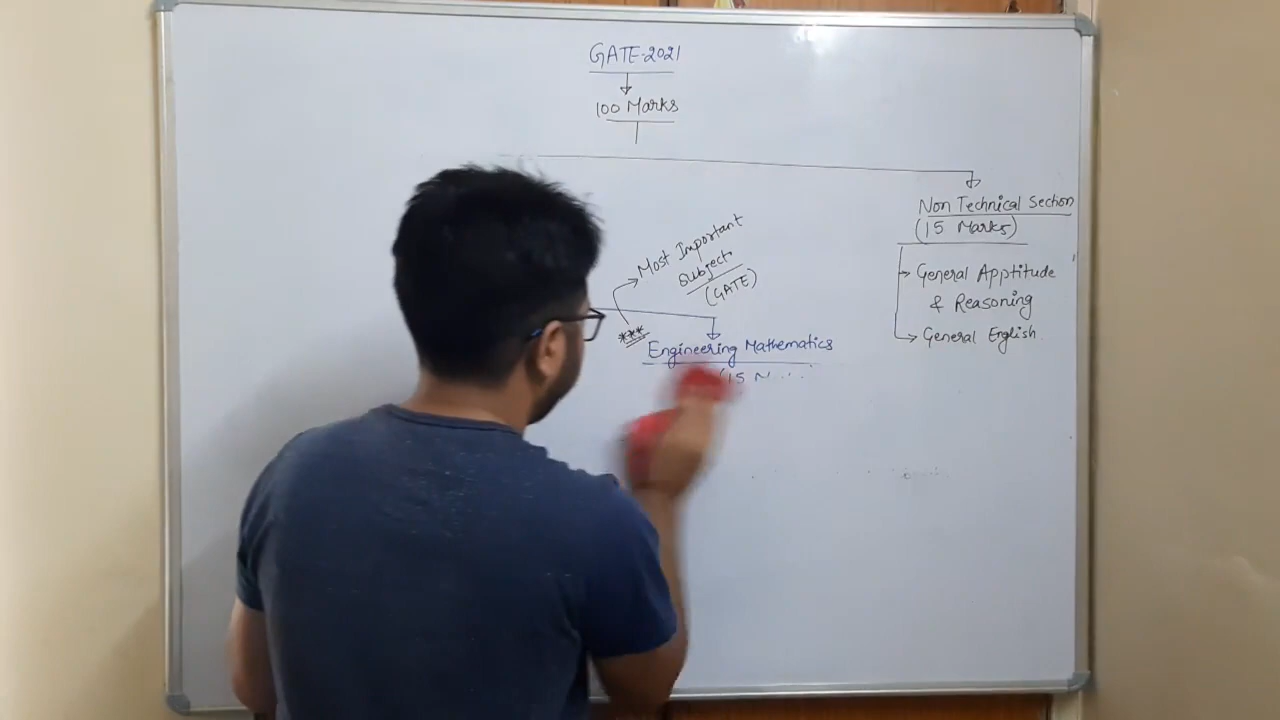 GATE-2021
100 Marks
Non Technical Section
(15 Marks)
General Apptitude
& Reasoning
General English
Most Important
Subject
(GATE)
***
Engineering Mathematics
(15